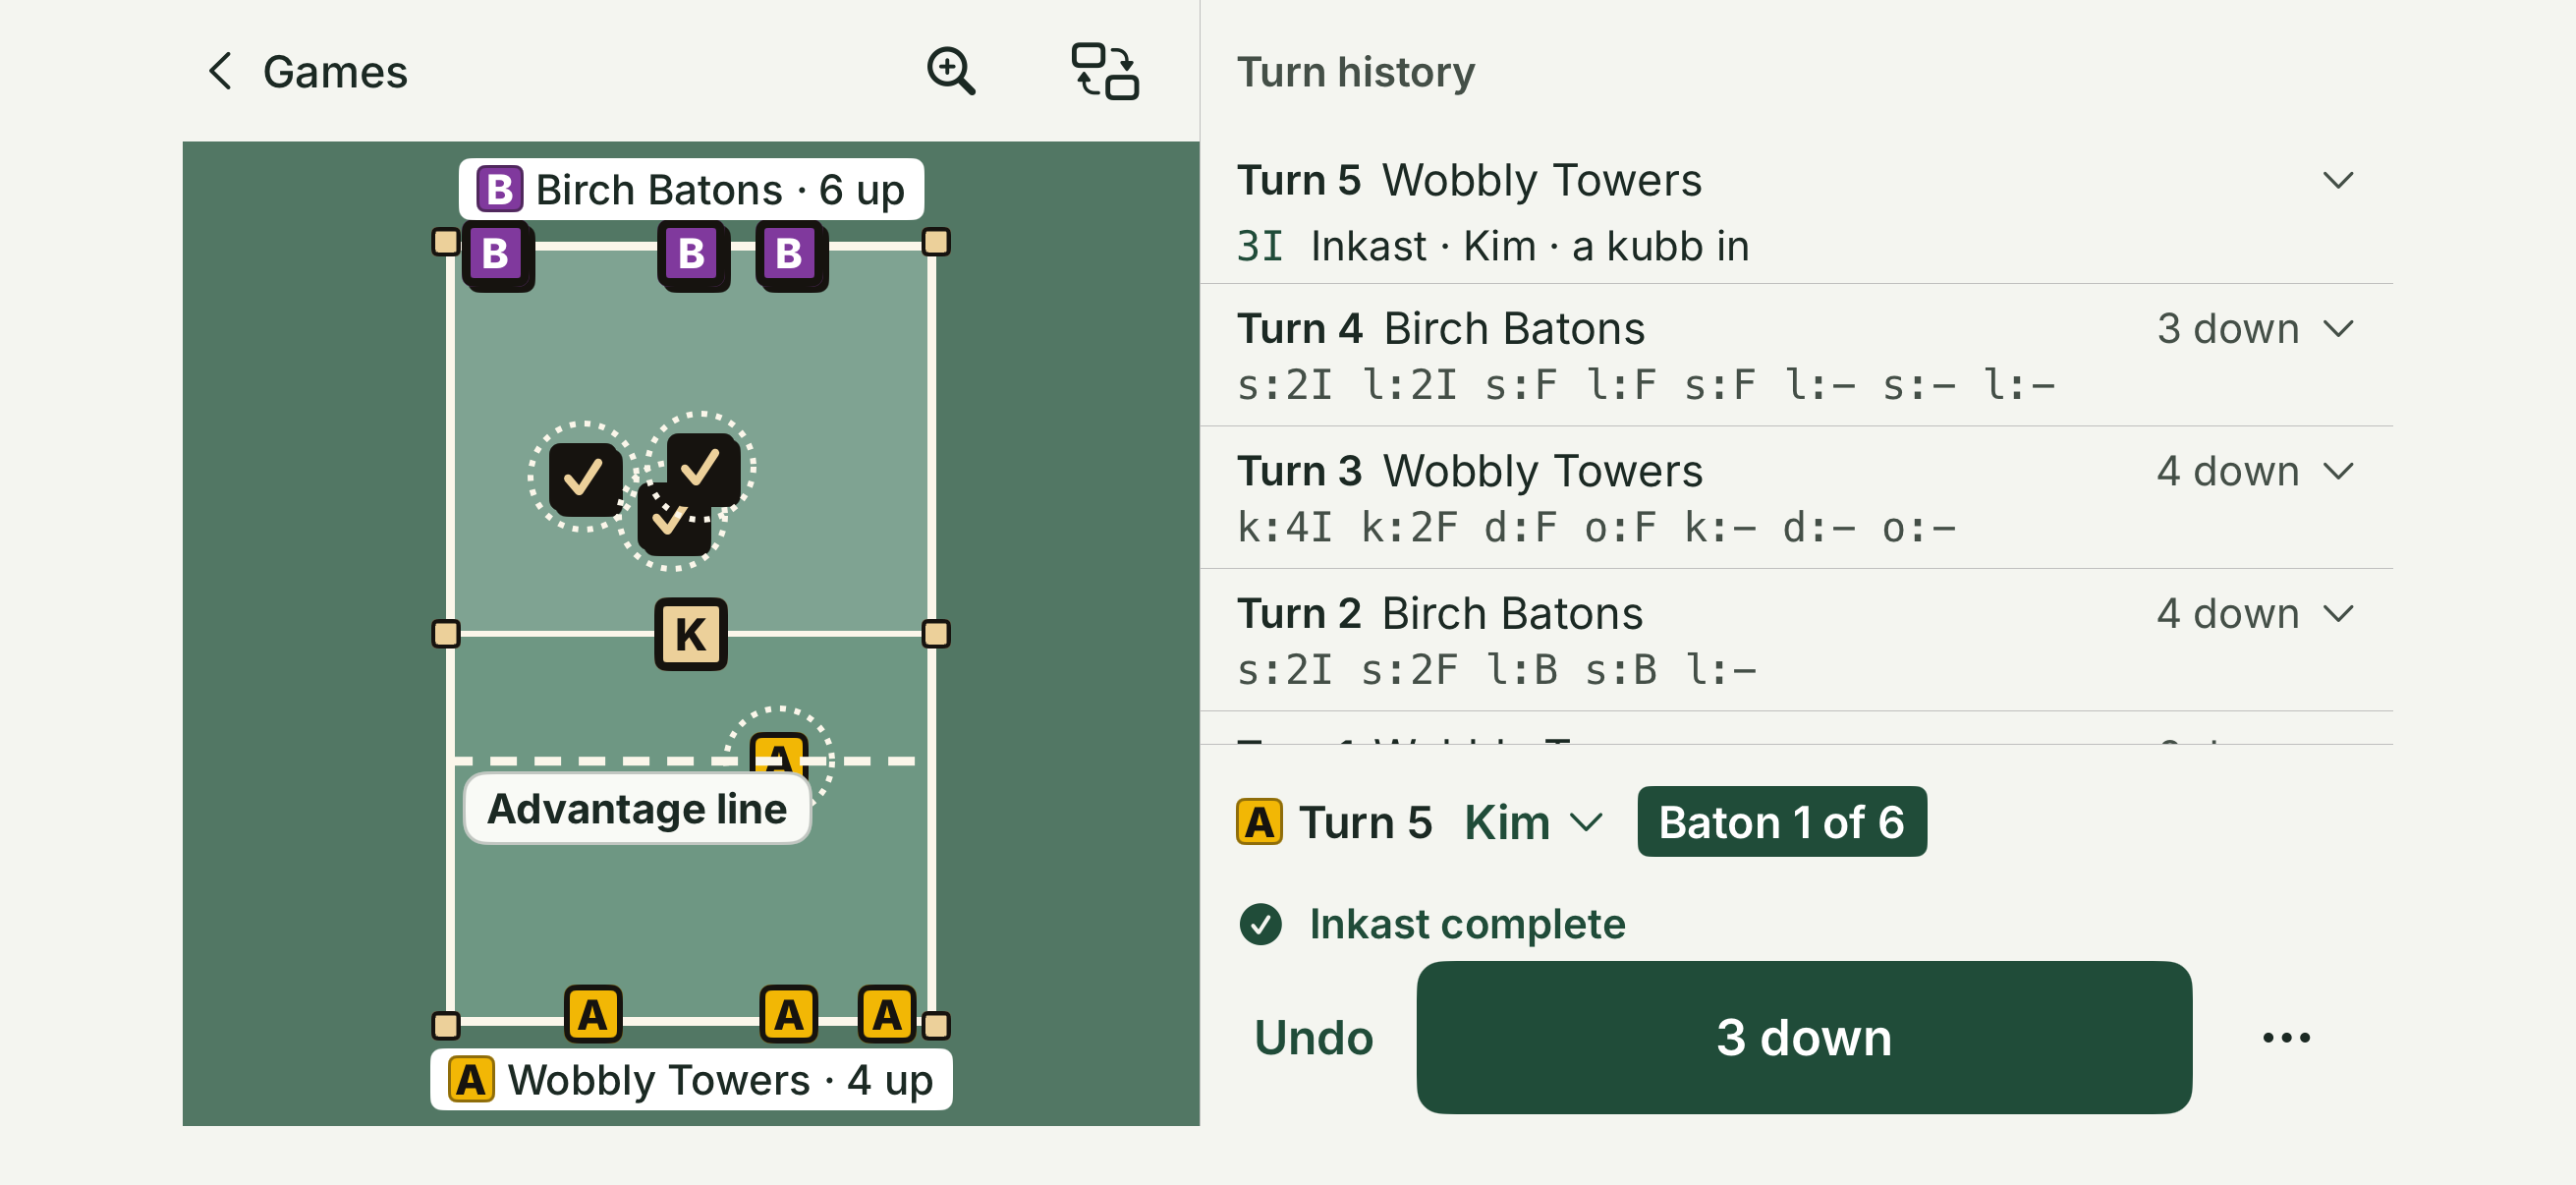 Games
B Birch Batons · 6 up
B B B
K
A
Advantage line
A A A
A Wobbly Towers · 4 up
Turn history
Turn 5 Wobbly Towers
3I Inkast · Kim · a kubb in
Turn 4 Birch Batons 3 down
s:2I l:2I s:F l:F s:F l:− s:− l:−
Turn 3 Wobbly Towers 4 down
k:4I k:2F d:F o:F k:− d:− o:−
Turn 2 Birch Batons 4 down
s:2I s:2F l:B s:B l:−
A Turn 5 Kim Baton 1 of 6
Inkast complete
Undo 3 down